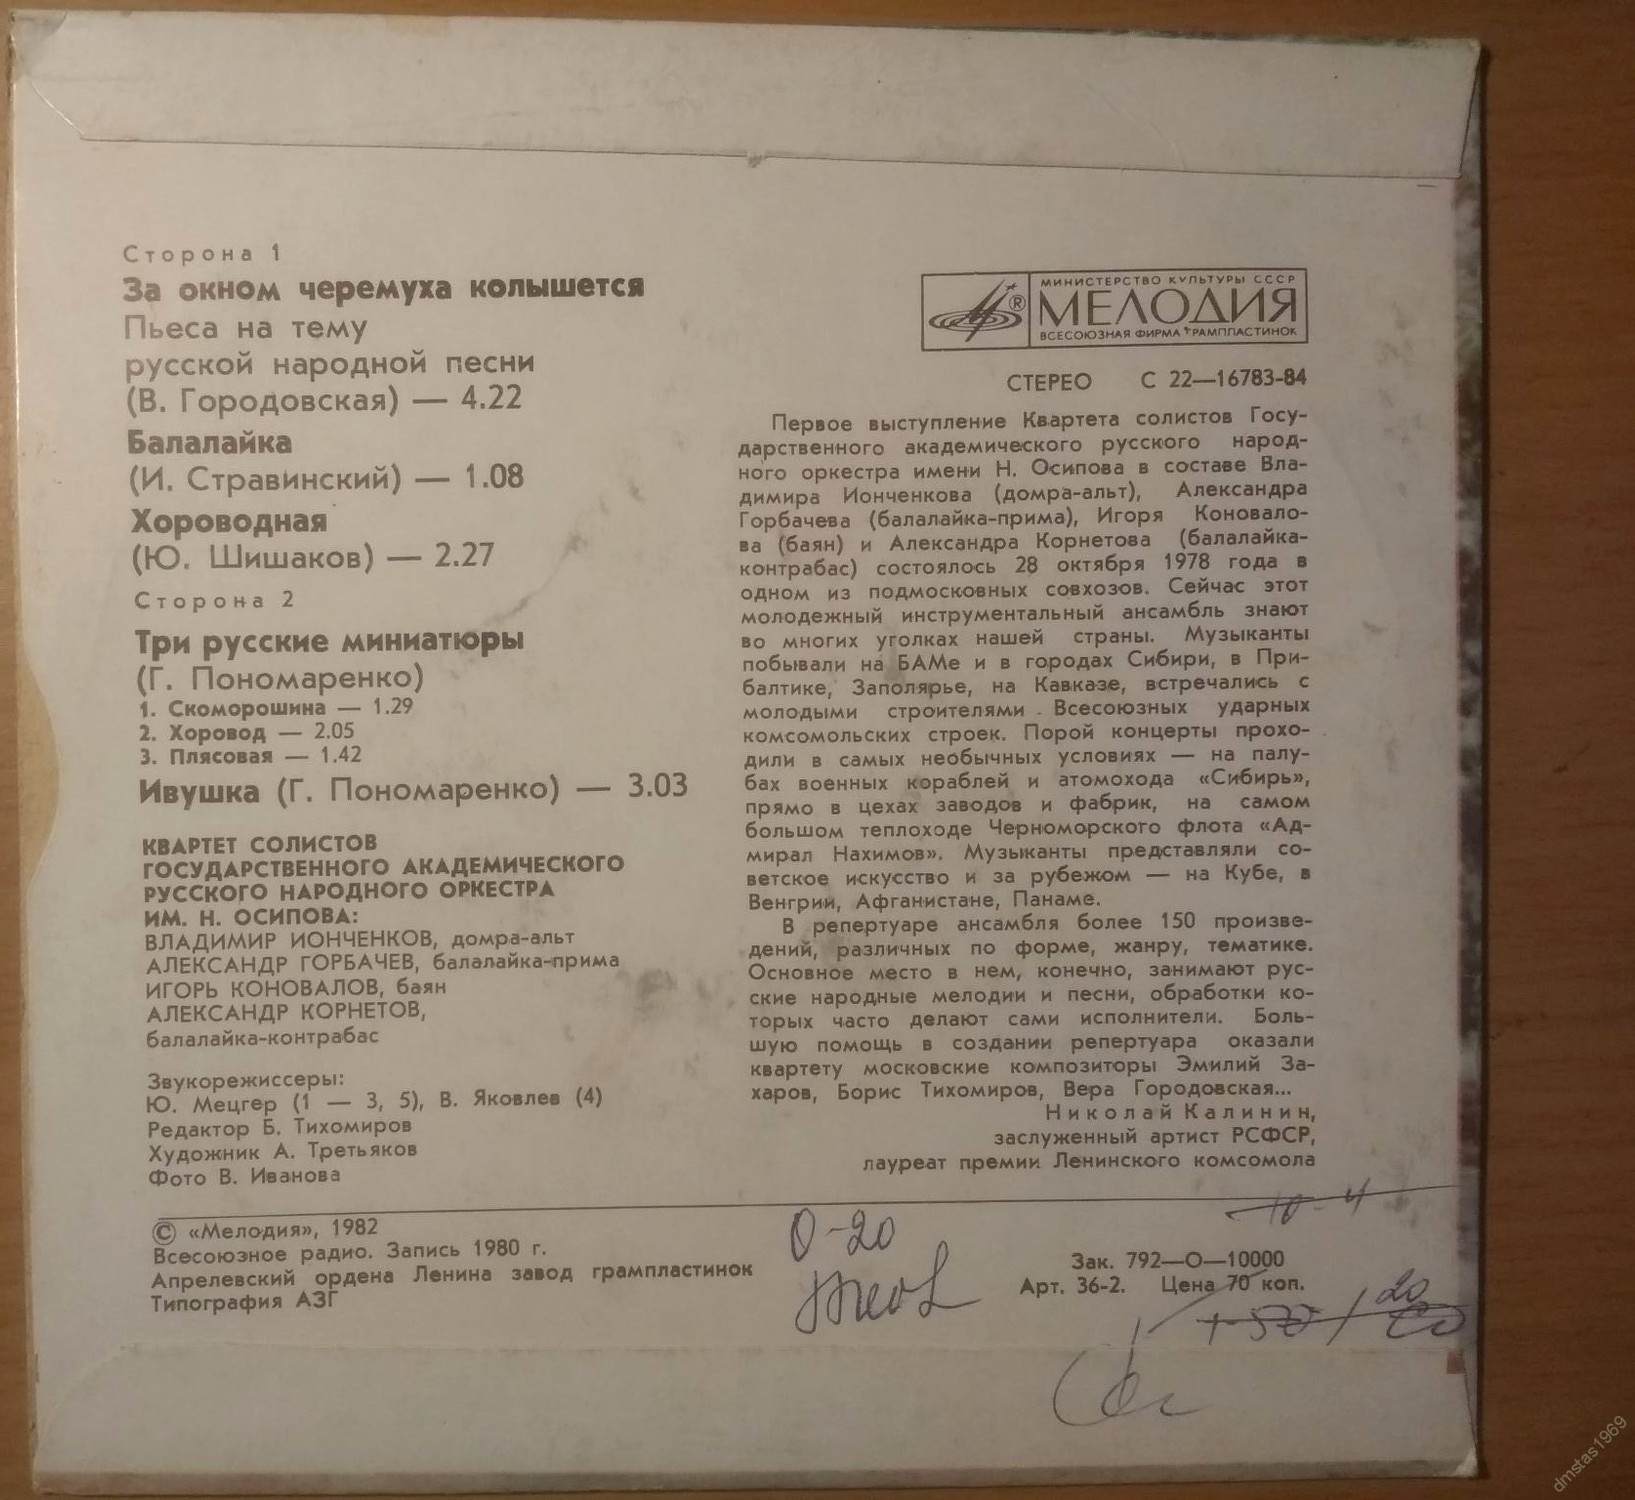 Сторона 1
За окном черемуха колышется
Пьеса на тему
русской народной песни
(В. Городовская) — 4.22
Балалайка
(И. Стравинский) — 1.08
Хороводная
(Ю. Шишаков) — 2.27
Сторона 2
Три русские миниатюры
(Г. Пономаренко)
1. Скоморошина — 1.29
2. Хоровод — 2.05
3. Плясовая — 1.42
Ивушка (Г. Пономаренко) — 3.03
КВАРТЕТ СОЛИСТОВ
ГОСУДАРСТВЕННОГО АКАДЕМИЧЕСКОГО
РУССКОГО НАРОДНОГО ОРКЕСТРА
ИМ. Н. ОСИПОВА:
ВЛАДИМИР ИОНЧЕНКОВ, домра-альт
АЛЕКСАНДР ГОРБАЧЕВ, балалайка-прима
ИГОРЬ КОНОВАЛОВ, баян
АЛЕКСАНДР КОРНЕТОВ,
балалайка-контрабас
Звукорежиссеры:
Ю. Мецгер (1 — 3, 5), В. Яковлев (4)
Редактор Б. Тихомиров
Художник А. Третьяков
Фото В. Иванова
МИНИСТЕРСТВО КУЛЬТУРЫ СССР
®
МЕЛОДИЯ
ВСЕСОЮЗНАЯ ФИРМА ГРАМПЛАСТИНОК
СТЕРЕО С 22—16783-84
Первое выступление Квартета солистов Госу-
дарственного академического русского народ-
ного оркестра имени Н. Осипова в составе Вла-
димира Ионченкова (домра-альт), Александра
Горбачева (балалайка-прима), Игоря Коновало-
ва (баян) и Александра Корнетова (балалайка-
контрабас) состоялось 28 октября 1978 года в
одном из подмосковных совхозов. Сейчас этот
молодежный инструментальный ансамбль знают
во многих уголках нашей страны. Музыканты
побывали на БАМе и в городах Сибири, в При-
балтике, Заполярье, на Кавказе, встречались с
молодыми строителями Всесоюзных ударных
комсомольских строек. Порой концерты прохо-
дили в самых необычных условиях — на палу-
бах военных кораблей и атомохода «Сибирь»,
прямо в цехах заводов и фабрик, на самом
большом теплоходе Черноморского флота «Ад-
мирал Нахимов». Музыканты представляли со-
ветское искусство и за рубежом — на Кубе, в
Венгрии, Афганистане, Панаме.
В репертуаре ансамбля более 150 произве-
дений, различных по форме, жанру, тематике.
Основное место в нем, конечно, занимают рус-
ские народные мелодии и песни, обработки ко-
торых часто делают сами исполнители. Боль-
шую помощь в создании репертуара оказали
квартету московские композиторы Эмилий За-
харов, Борис Тихомиров, Вера Городовская...
Николай Калинин,
заслуженный артист РСФСР,
лауреат премии Ленинского комсомола
© «Мелодия», 1982
Всесоюзное радио. Запись 1980 г.
Апрелевский ордена Ленина завод грампластинок
Типография АЗГ
0-20
10-4
Зак. 792—О—10000
Арт. 36-2. Цена 70 коп.
20
dmstas1969